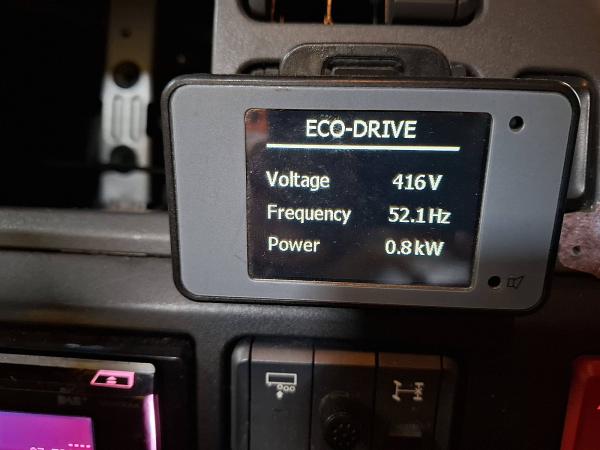 ECO-DRIVE
Voltage 416V
Frequency 52.1Hz
Power 0.8kW